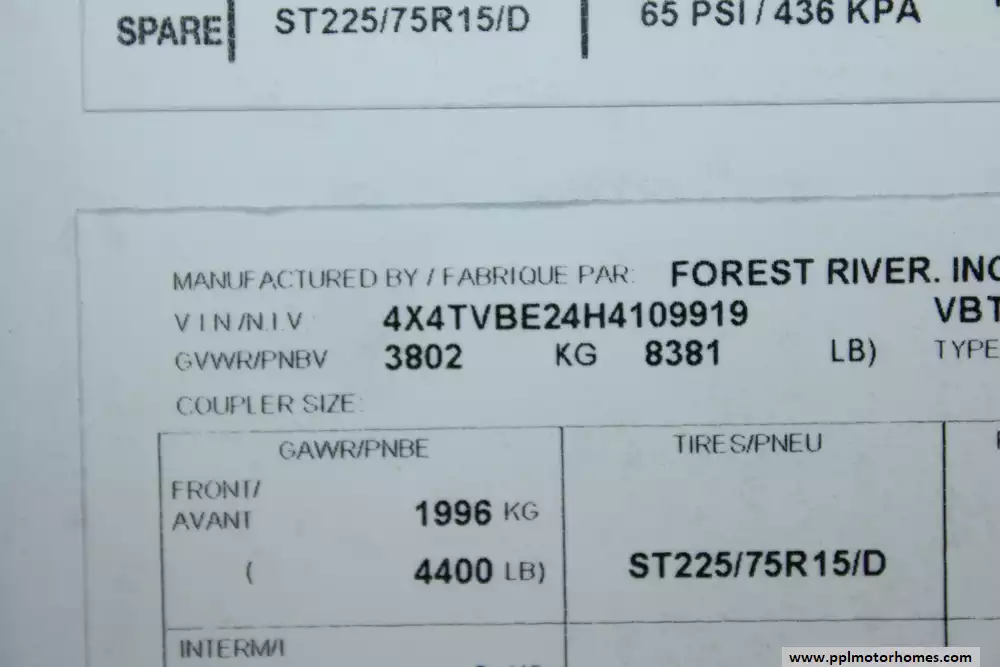 SPARE ST225/75R15/D 65 PSI / 436 KPA
MANUFACTURED BY / FABRIQUE PAR: FOREST RIVER. INC
VIN/N.I.V 4X4TVBE24H4109919 VBT
GVWR/PNBV 3802 KG 8381 LB) TYPE
COUPLER SIZE:
GAWR/PNBE TIRES/PNEU
FRONT/
AVANT 1996 KG
( 4400 LB) ST225/75R15/D
INTERM/I
www.pplmotorhomes.com